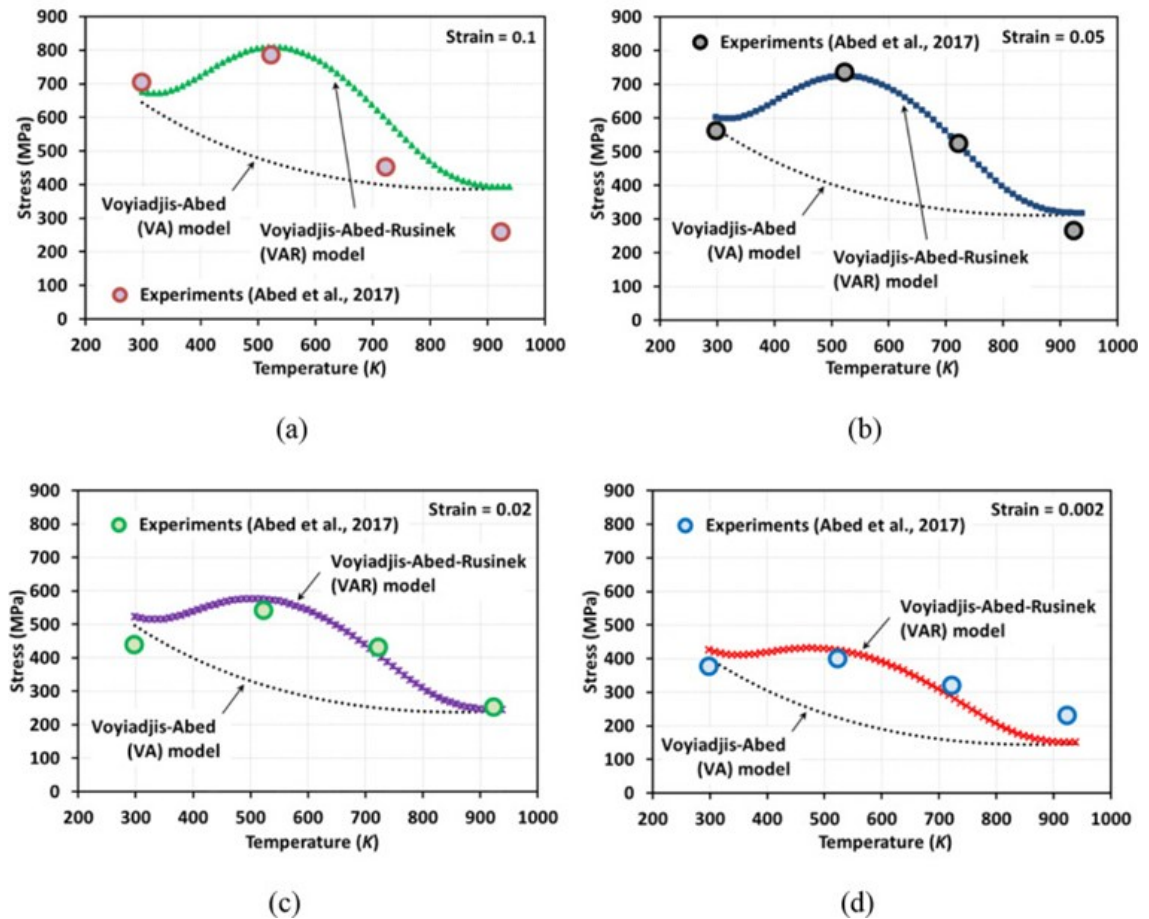 900
800
700
600
500
400
300
200
100
0
Stress (MPa)
Strain = 0.1
Voyiadjis-Abed
(VA) model
Voyiadjis-Abed-Rusinek
(VAR) model
Experiments (Abed et al., 2017)
200 300 400 500 600 700 800 900 1000
Temperature (K)
(a)
900
800
700
600
500
400
300
200
100
0
Stress (MPa)
Experiments (Abed et al., 2017)
Strain = 0.05
Voyiadjis-Abed
(VA) model
Voyiadjis-Abed-Rusinek
(VAR) model
200 300 400 500 600 700 800 900 1000
Temperature (K)
(b)
900
800
700
600
500
400
300
200
100
0
Stress (MPa)
Strain = 0.02
Experiments (Abed et al., 2017)
Voyiadjis-Abed-Rusinek
(VAR) model
Voyiadjis-Abed
(VA) model
200 300 400 500 600 700 800 900 1000
Temperature (K)
(c)
900
800
700
600
500
400
300
200
100
0
Stress (MPa)
Strain = 0.002
Experiments (Abed et al., 2017)
Voyiadjis-Abed-Rusinek
(VAR) model
Voyiadjis-Abed
(VA) model
200 300 400 500 600 700 800 900 1000
Temperature (K)
(d)